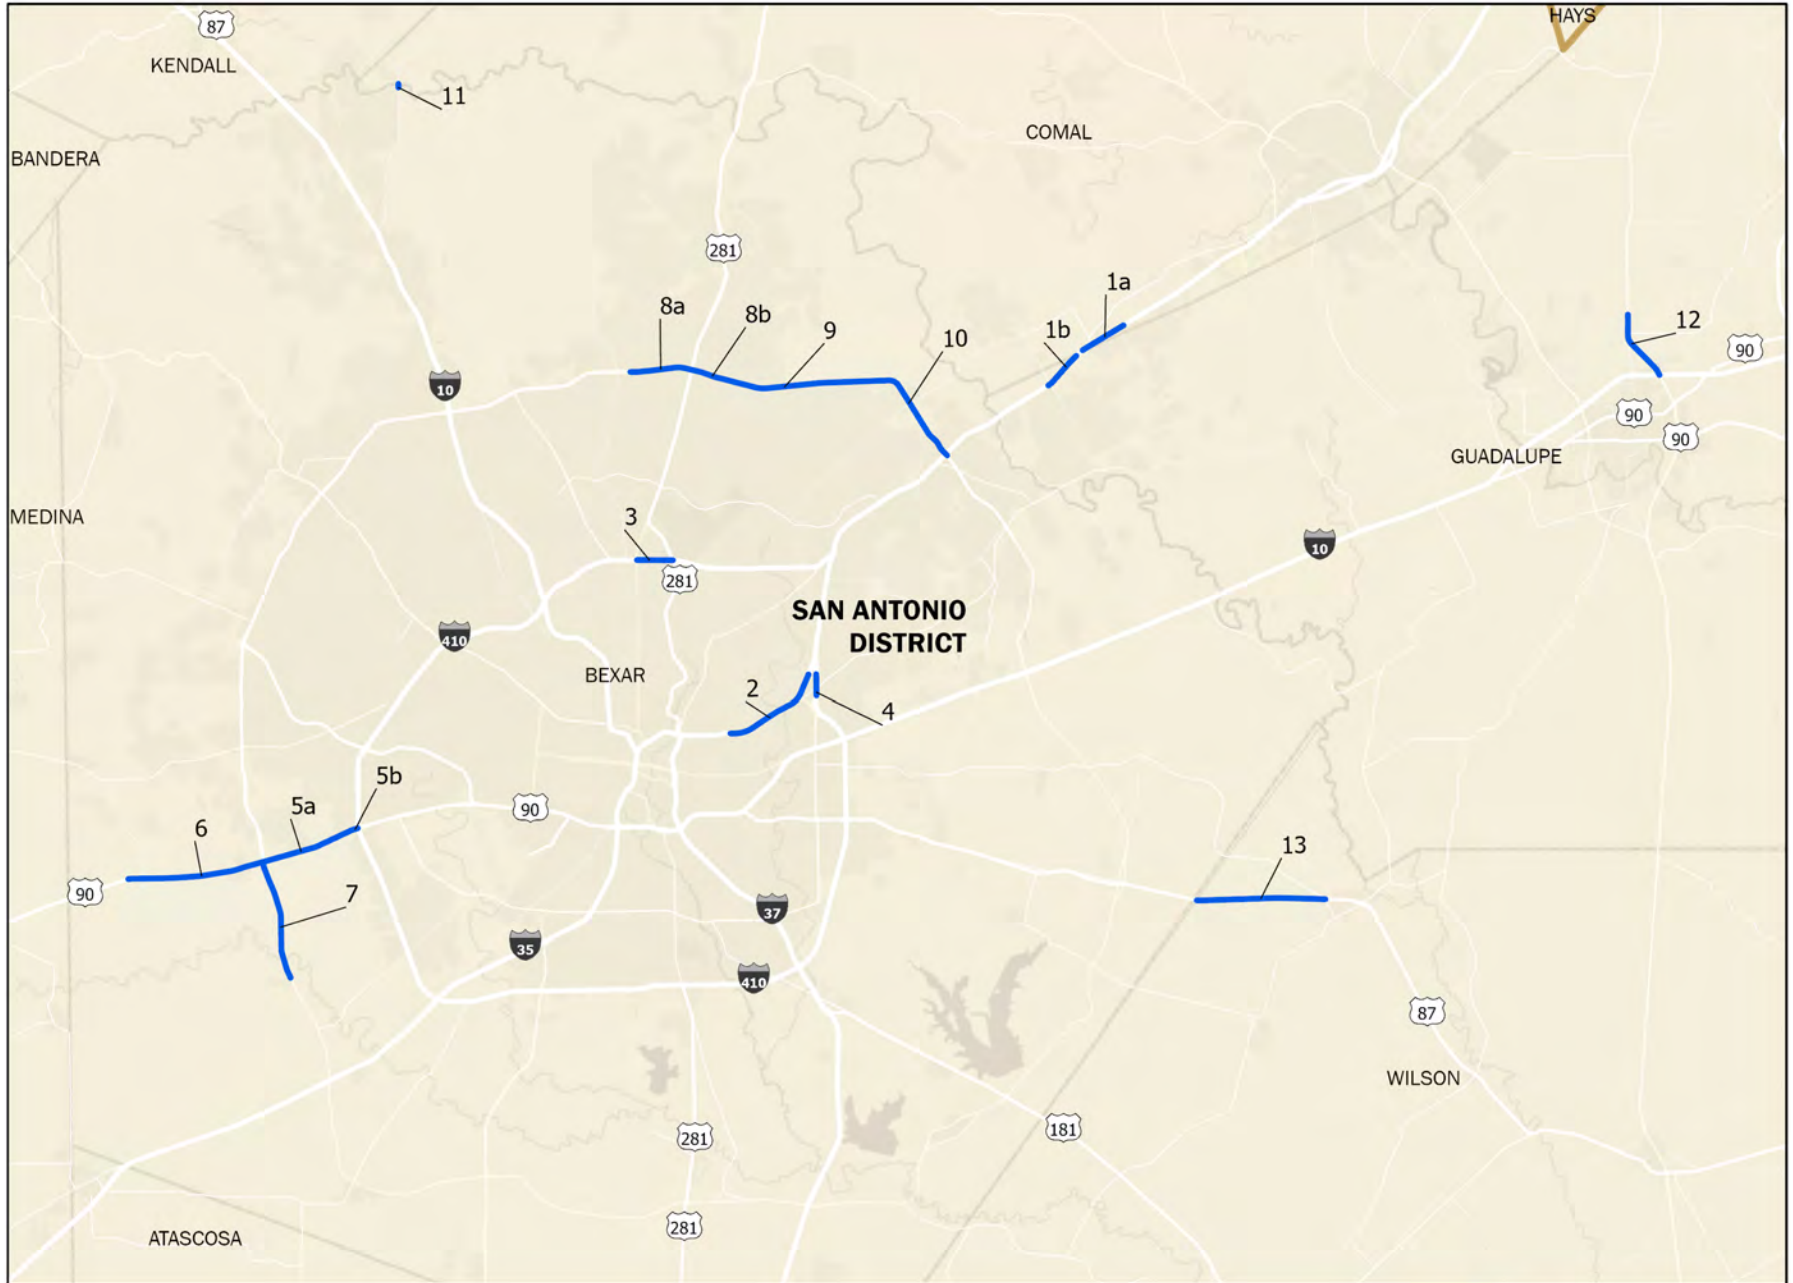 HAYS
87
KENDALL
11
COMAL
BANDERA
281
1a
8a
8b
9
1b
10
12
90
10
90
90
GUADALUPE
MEDINA
3
10
281
SAN ANTONIO
DISTRICT
410
BEXAR
2
4
5b
5a
90
6
13
90
7
37
35
410
87
WILSON
181
281
281
ATASCOSA